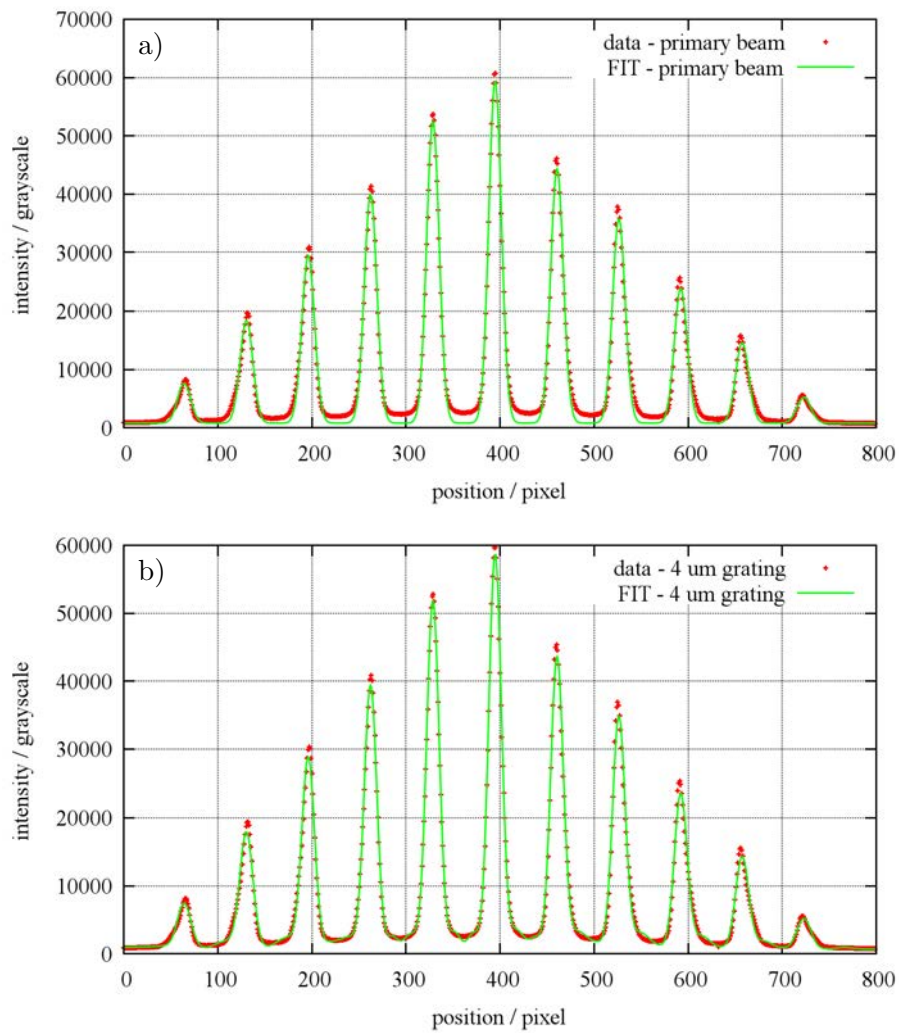 a)
data - primary beam
FIT - primary beam
70000
60000
50000
40000
30000
20000
10000
0
intensity / grayscale
0 100 200 300 400 500 600 700 800
position / pixel
b)
data - 4 um grating
FIT - 4 um grating
60000
50000
40000
30000
20000
10000
0
intensity / grayscale
0 100 200 300 400 500 600 700 800
position / pixel